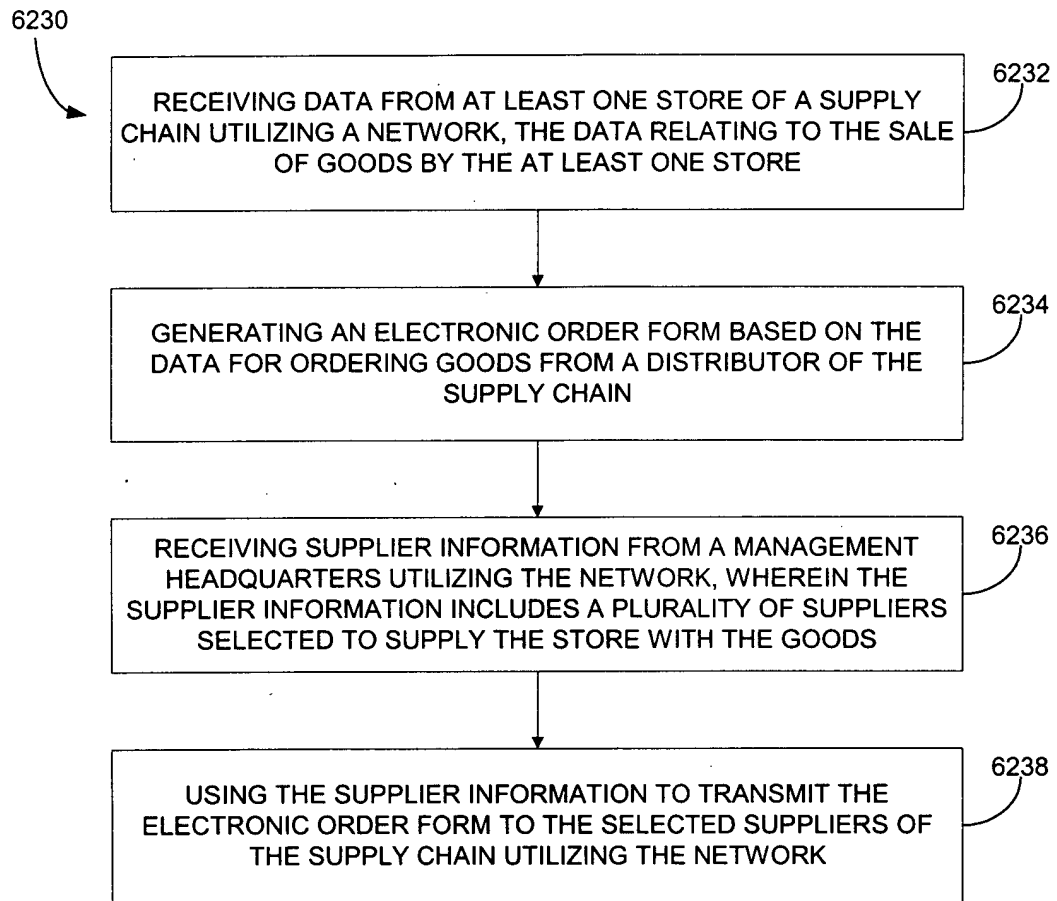 6230
6232
RECEIVING DATA FROM AT LEAST ONE STORE OF A SUPPLY
CHAIN UTILIZING A NETWORK, THE DATA RELATING TO THE SALE
OF GOODS BY THE AT LEAST ONE STORE
6234
GENERATING AN ELECTRONIC ORDER FORM BASED ON THE
DATA FOR ORDERING GOODS FROM A DISTRIBUTOR OF THE
SUPPLY CHAIN
6236
RECEIVING SUPPLIER INFORMATION FROM A MANAGEMENT
HEADQUARTERS UTILIZING THE NETWORK, WHEREIN THE
SUPPLIER INFORMATION INCLUDES A PLURALITY OF SUPPLIERS
SELECTED TO SUPPLY THE STORE WITH THE GOODS
6238
USING THE SUPPLIER INFORMATION TO TRANSMIT THE
ELECTRONIC ORDER FORM TO THE SELECTED SUPPLIERS OF
THE SUPPLY CHAIN UTILIZING THE NETWORK